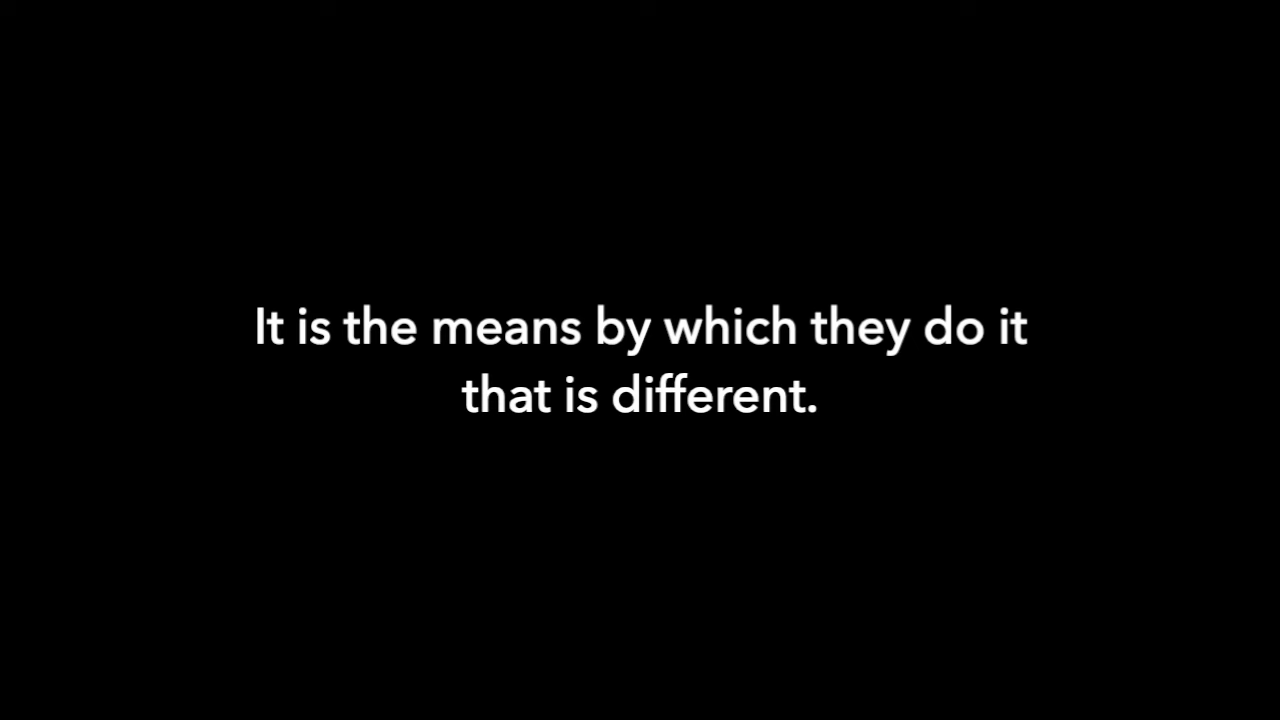 It is the means by which they do it
that is different.